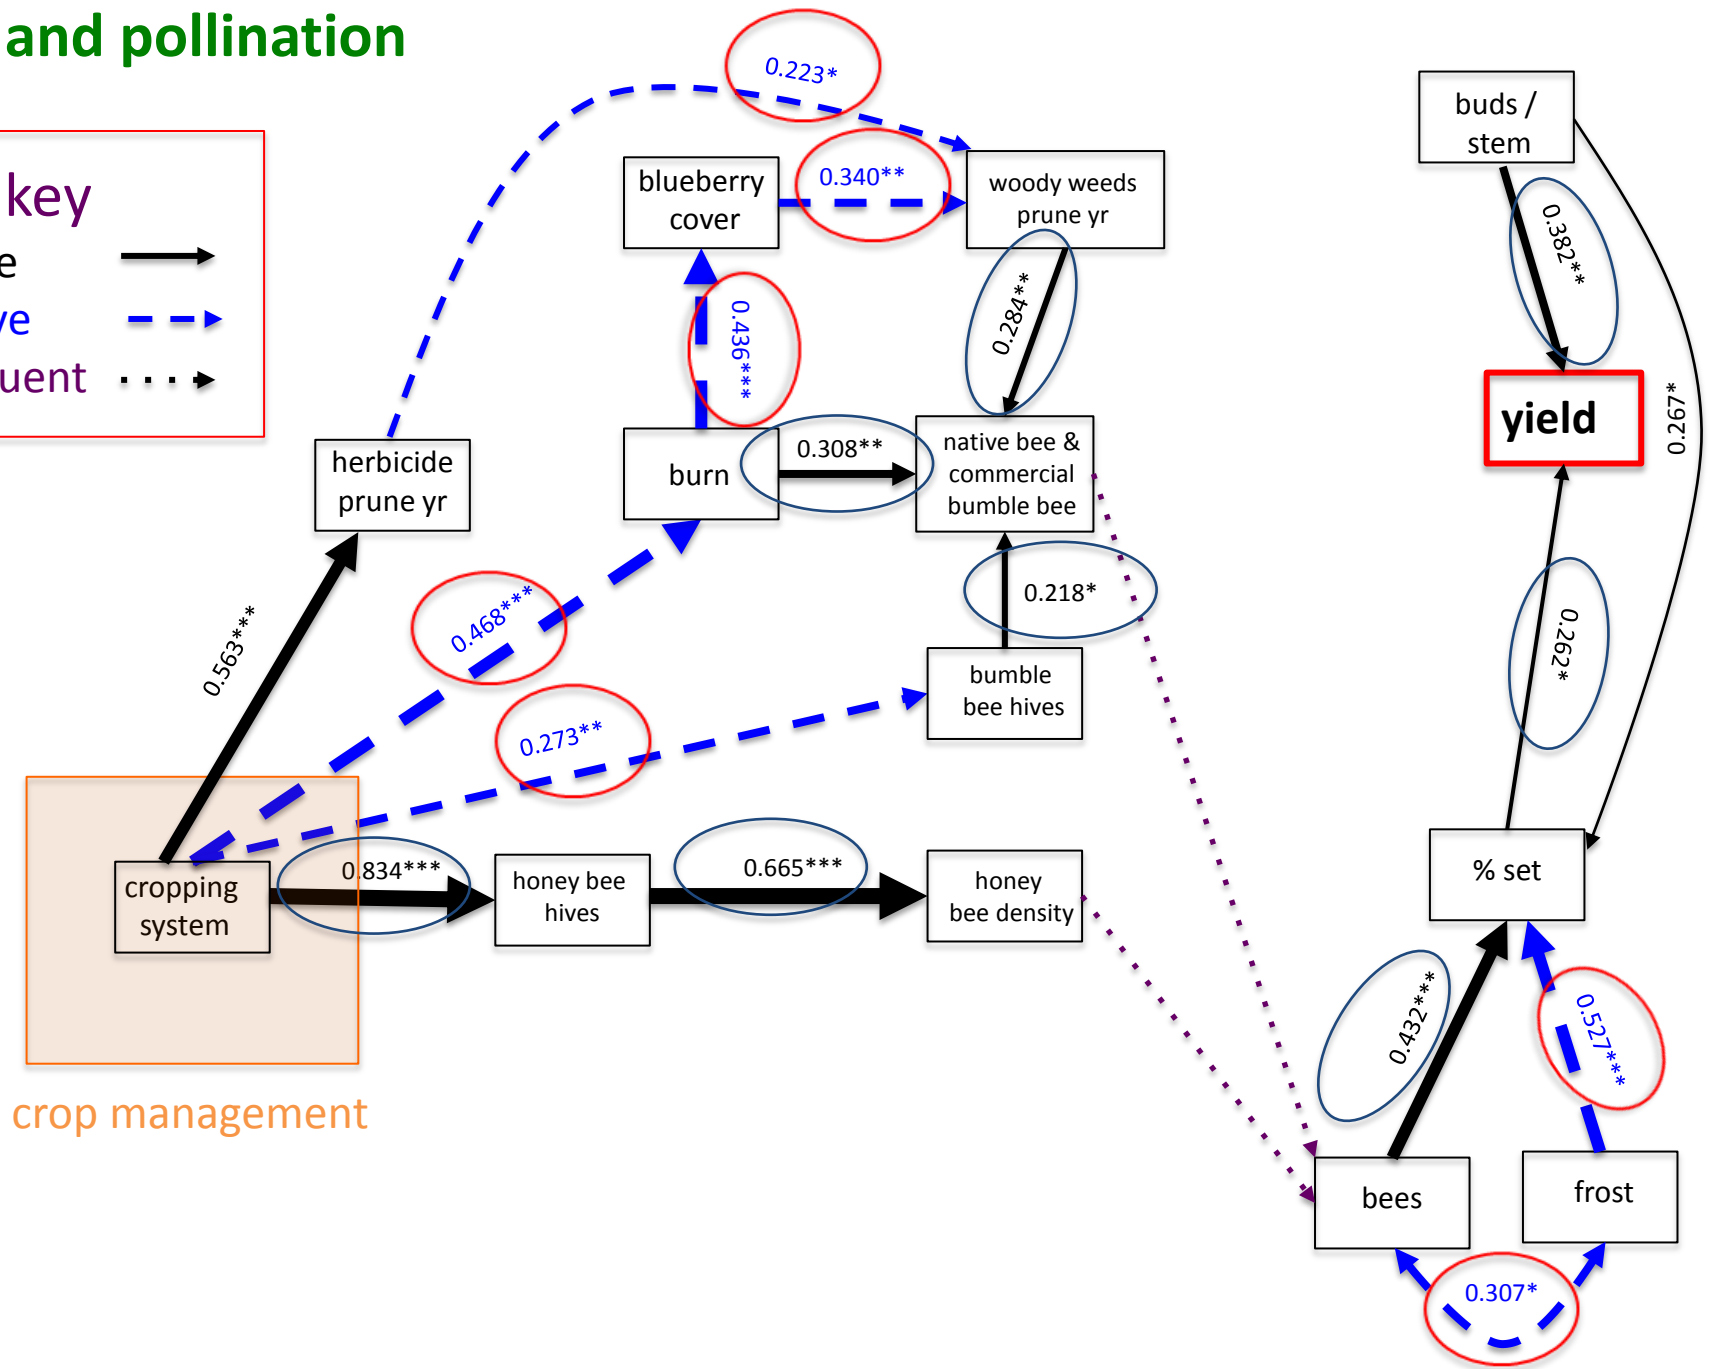 and pollination
key
e
ve
uent
0.223*
blueberry
cover
0.340**
woody weeds
prune yr
buds /
stem
0.382**
0.284**
0.436***
yield
0.267*
herbicide
prune yr
burn
0.308**
native bee &
commercial
bumble bee
0.218*
0.468***
0.563***
0.262*
bumble
bee hives
0.273**
cropping
system
0.834***
honey bee
hives
0.665***
honey
bee density
% set
0.432***
0.527***
crop management
bees
frost
0.307*